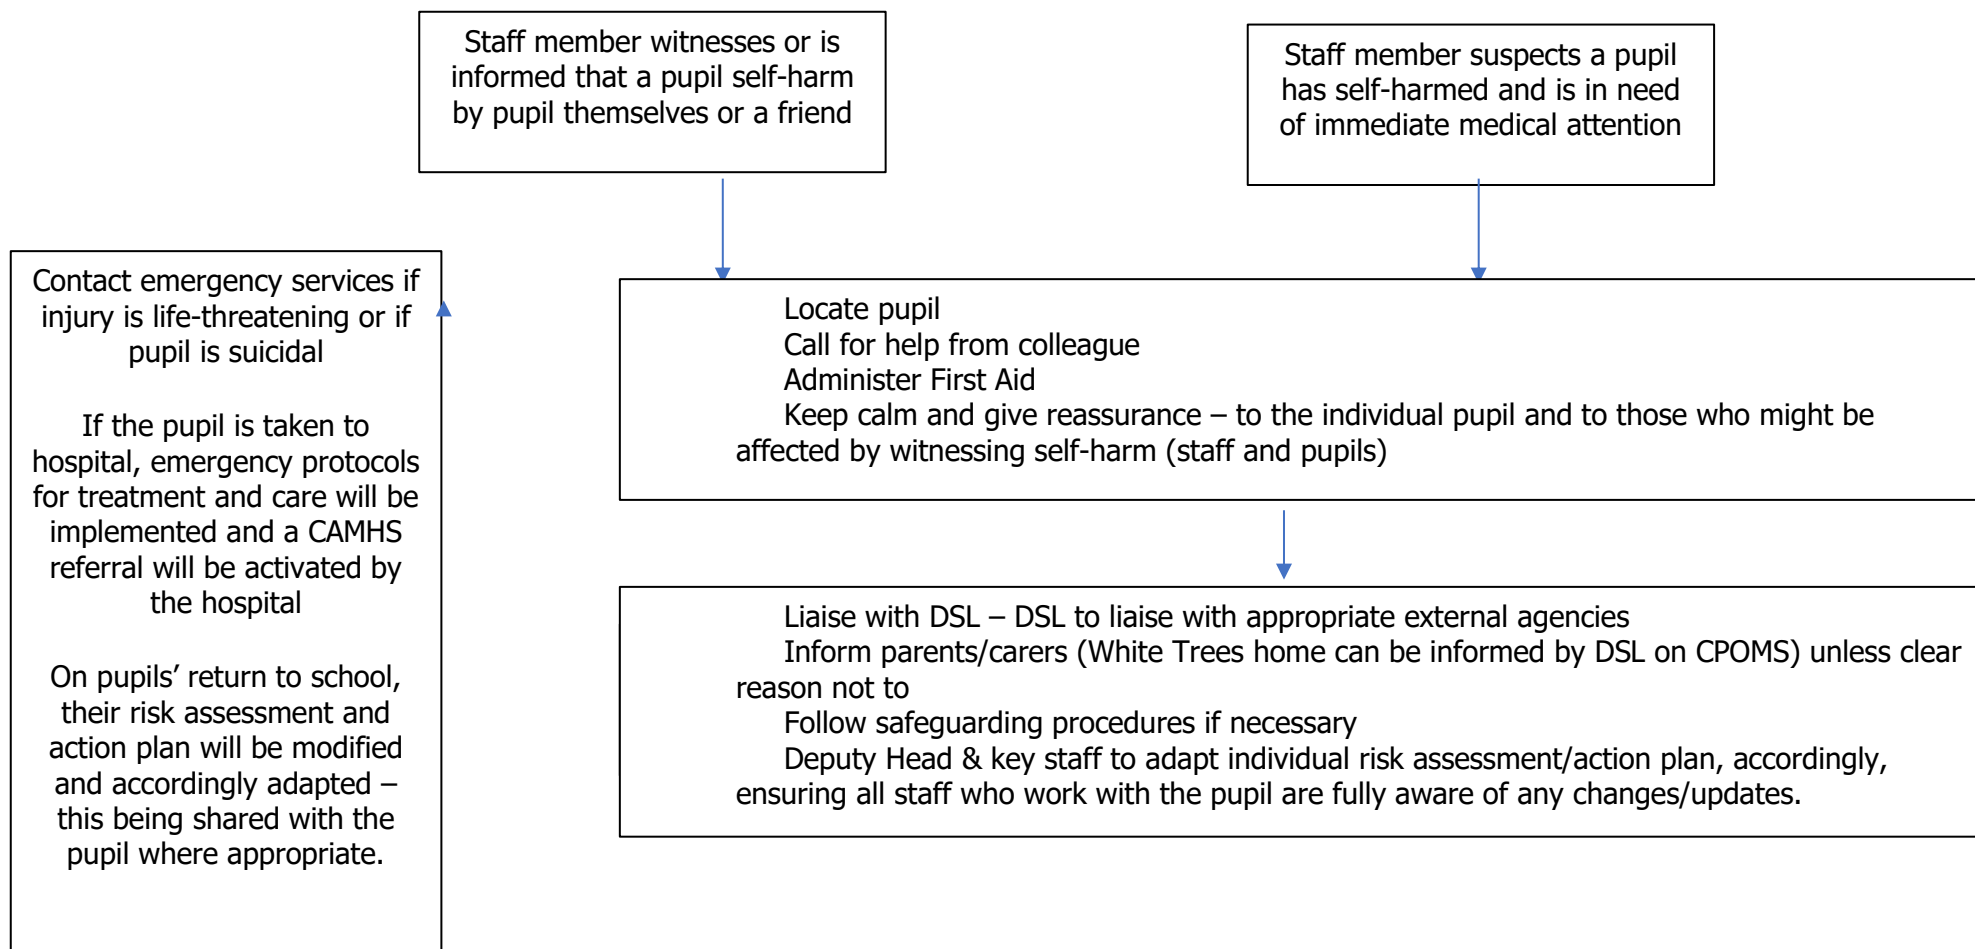 Staff member witnesses or is
informed that a pupil self-harm
by pupil themselves or a friend
Staff member suspects a pupil
has self-harmed and is in need
of immediate medical attention
Contact emergency services if
injury is life-threatening or if
pupil is suicidal
If the pupil is taken to
hospital, emergency protocols
for treatment and care will be
implemented and a CAMHS
referral will be activated by
the hospital
On pupils’ return to school,
their risk assessment and
action plan will be modified
and accordingly adapted –
this being shared with the
pupil where appropriate.
Locate pupil
Call for help from colleague
Administer First Aid
Keep calm and give reassurance – to the individual pupil and to those who might be
affected by witnessing self-harm (staff and pupils)
Liaise with DSL – DSL to liaise with appropriate external agencies
Inform parents/carers (White Trees home can be informed by DSL on CPOMS) unless clear
reason not to
Follow safeguarding procedures if necessary
Deputy Head & key staff to adapt individual risk assessment/action plan, accordingly,
ensuring all staff who work with the pupil are fully aware of any changes/updates.